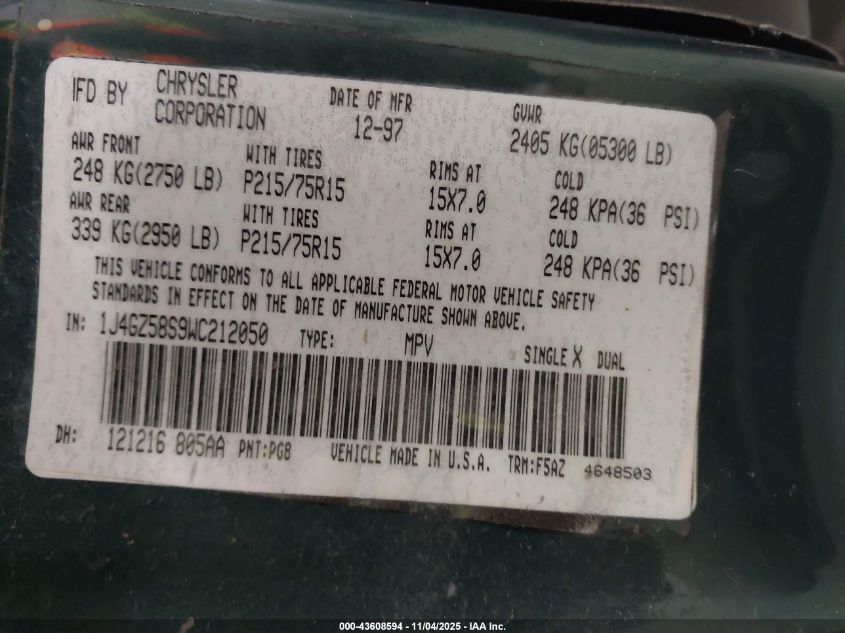 IFD BY CHRYSLER CORPORATION DATE OF MFR 12-97 GVWR 2405 KG(05300 LB)
AWR FRONT WITH TIRES RIMS AT COLD
248 KG(2750 LB) P215/75R15 15X7.0 248 KPA(36 PSI)
AWR REAR WITH TIRES RIMS AT COLD
339 KG(2950 LB) P215/75R15 15X7.0 248 KPA(36 PSI)
THIS VEHICLE CONFORMS TO ALL APPLICABLE FEDERAL MOTOR VEHICLE SAFETY
STANDARDS IN EFFECT ON THE DATE OF MANUFACTURE SHOWN ABOVE.
IN: 1J4GZ58S9WC212050 TYPE: MPV SINGLE X DUAL
DH: 121216 805AA PNT:PG8 VEHICLE MADE IN U.S.A. TRM:F5AZ 4648503
000-43608594 - 11/04/2025 - IAA Inc.